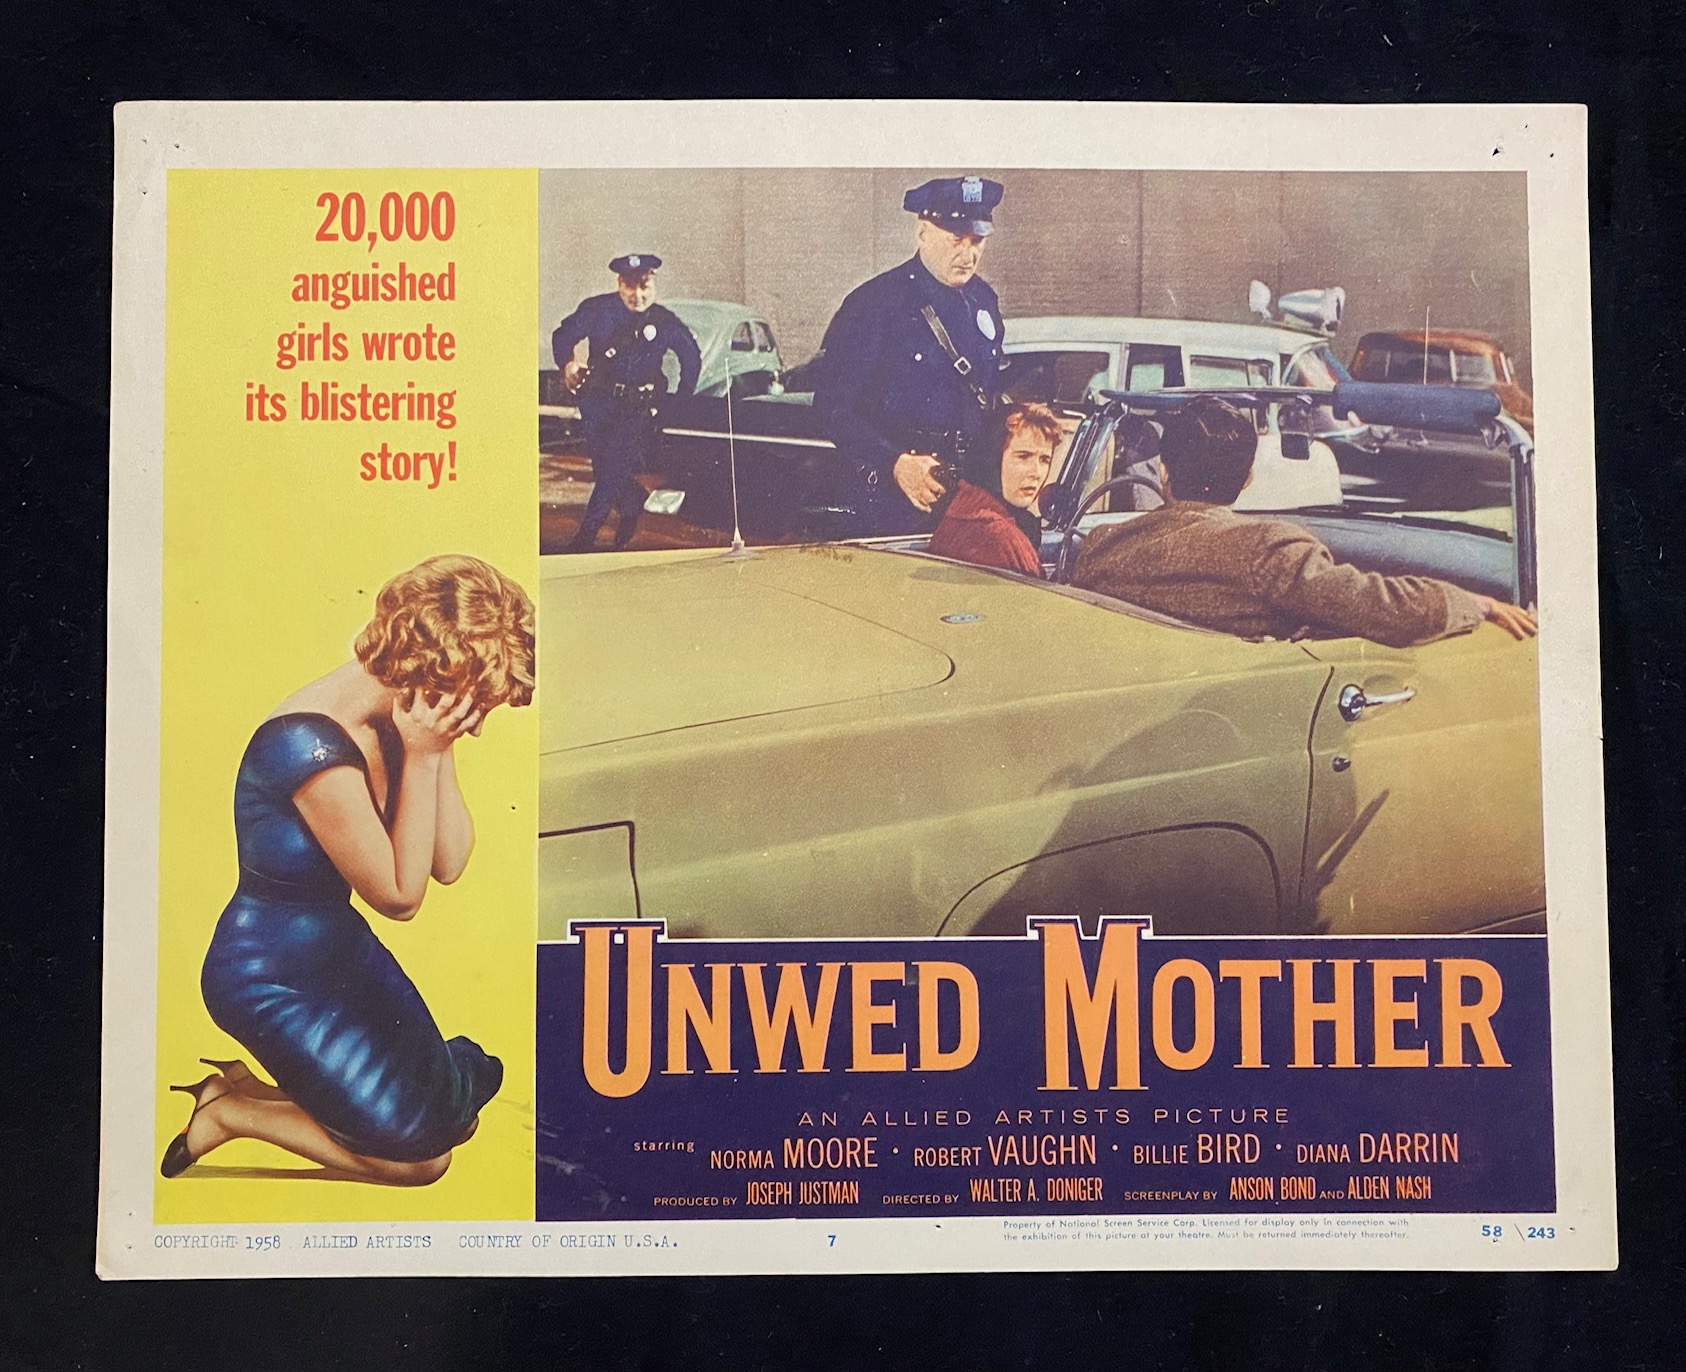 20,000
anguished
girls wrote
its blistering
story!
UNWED MOTHER
AN ALLIED ARTISTS PICTURE
starring NORMA MOORE • ROBERT VAUGHN • BILLIE BIRD • DIANA DARRIN
PRODUCED BY JOSEPH JUSTMAN DIRECTED BY WALTER A. DONIGER SCREENPLAY BY ANSON BOND AND ALDEN NASH
COPYRIGHT 1958 ALLIED ARTISTS COUNTRY OF ORIGIN U.S.A.
7
Property of National Screen Service Corp. Licensed for display only in connection with
the exhibition of this picture at your theatre. Must be returned immediately thereafter.
58 \ 243